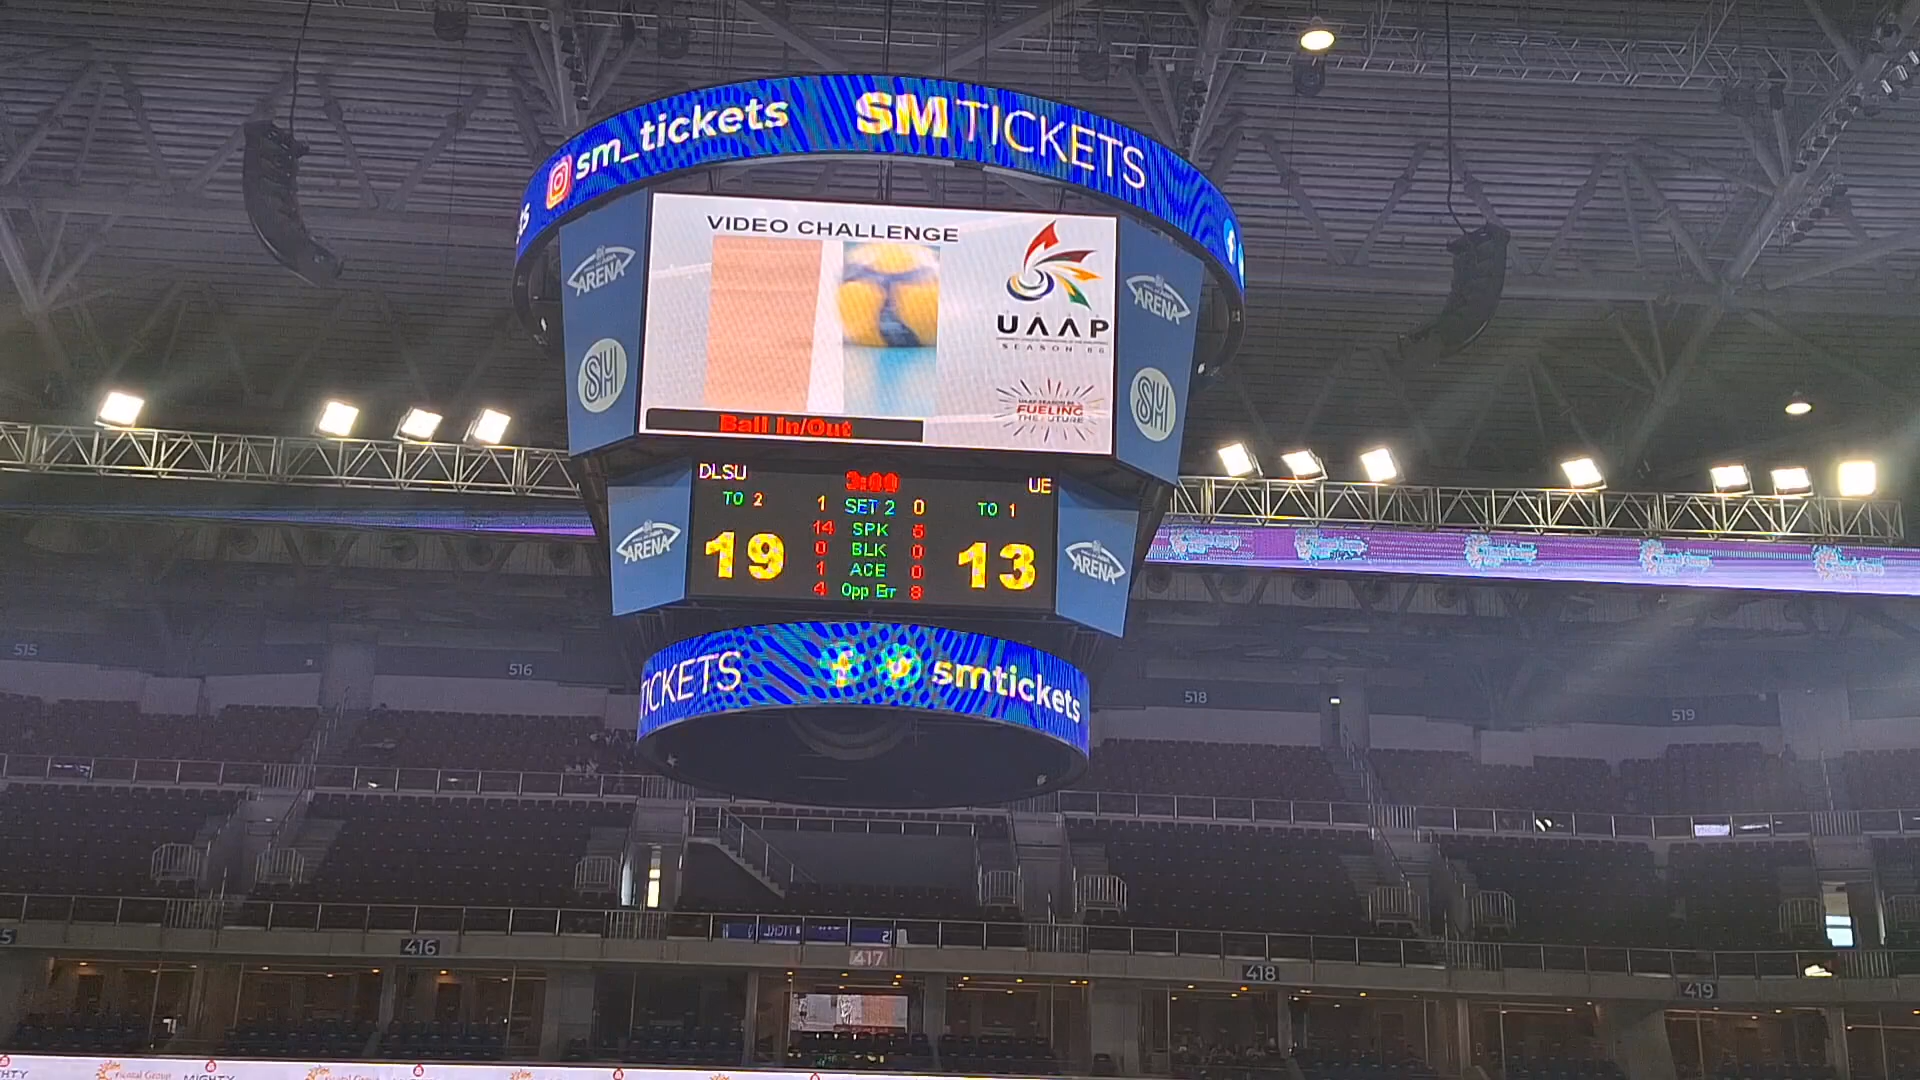 sm_tickets SM TICKETS
VIDEO CHALLENGE
UAAP
SEASON 86
FUELING
THE FUTURE
Ball In/Out
ARENA
ARENA
SM
SM
DLSU 3:00 UE
TO 2 1 SET 2 0 TO 1
19 13
14 SPK 5
0 BLK 0
1 ACE 0
4 Opp Err 8
ARENA
ARENA
TICKETS smtickets
515
516
518
519
416
417
418
419
MIGHTY